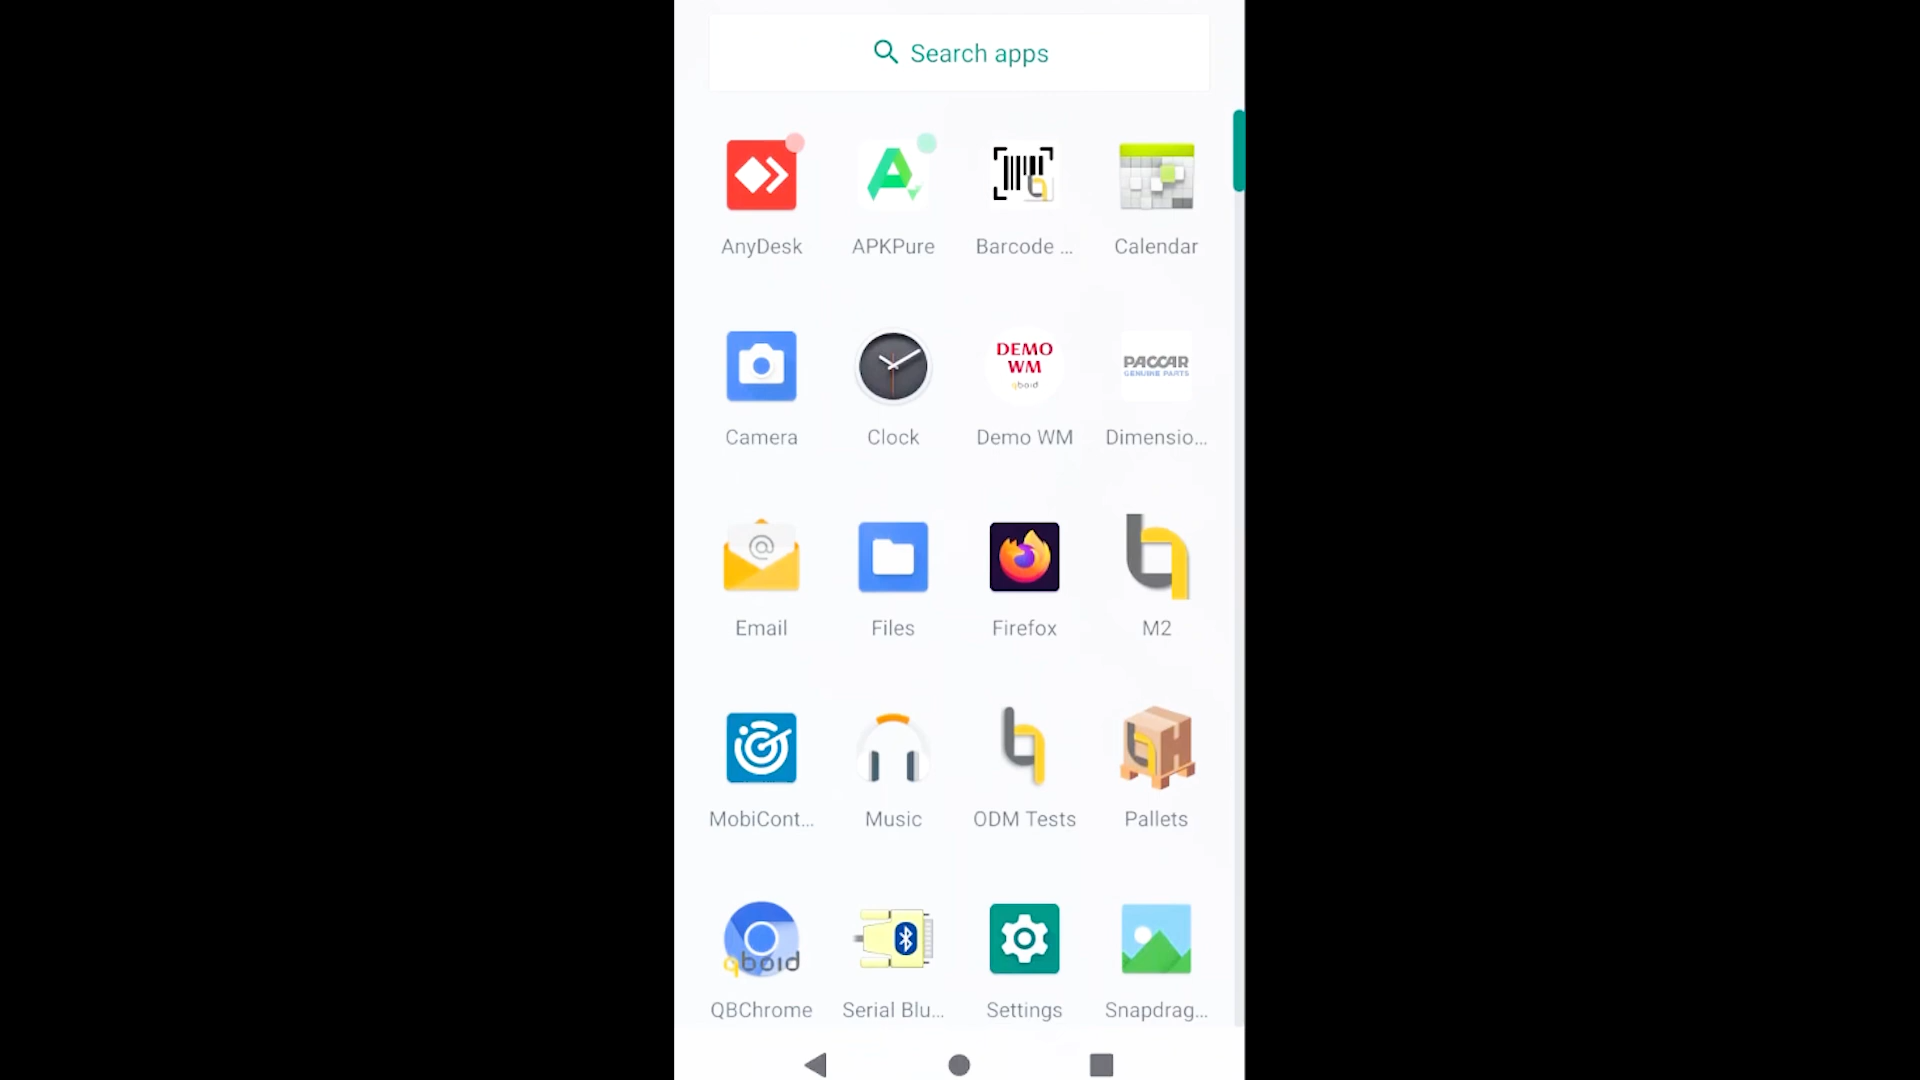 Search apps
AnyDesk
APKPure
Barcode ...
Calendar
DEMO
WM
qboid
PACCAR
GENUINE PARTS
Camera
Clock
Demo WM
Dimensio...
@
Email
Files
Firefox
M2
MobiCont...
Music
ODM Tests
Pallets
qboid
QBChrome
Serial Blu...
Settings
Snapdrag...